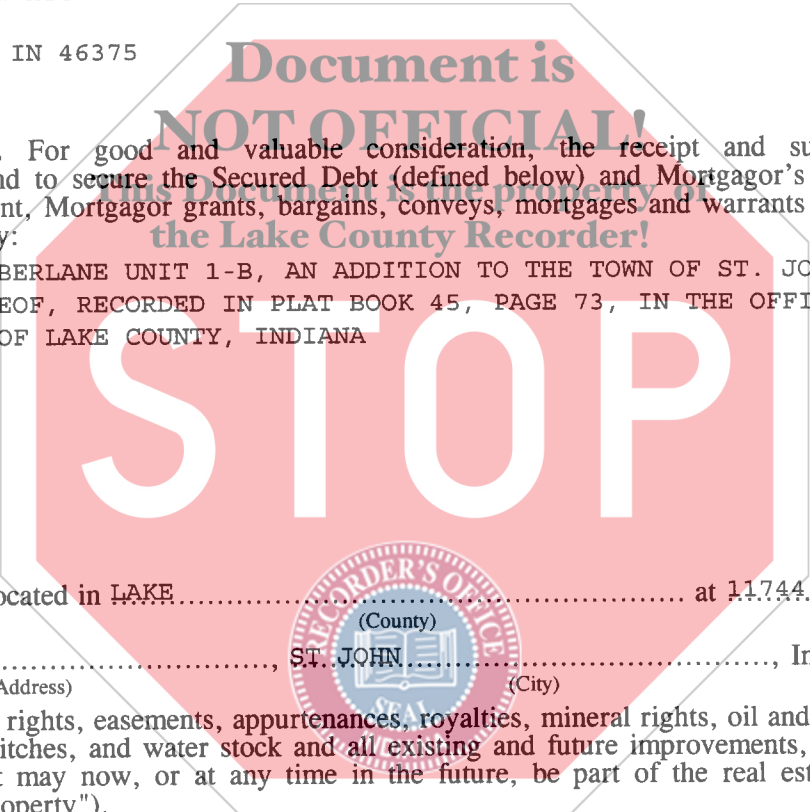 IN 46375
Document is
NOT OFFICIAL!
. For good and valuable consideration, the receipt and su
nd to secure the Secured Debt (defined below) and Mortgagor's
This Document is the property of
nt, Mortgagor grants, bargains, conveys, mortgages and warrants
the Lake County Recorder!
y:
BERLANE UNIT 1-B, AN ADDITION TO THE TOWN OF ST. JO
EOF, RECORDED IN PLAT BOOK 45, PAGE 73, IN THE OFFI
OF LAKE COUNTY, INDIANA
STOP
ocated in LAKE at 11744
(County)
RECORDER'S OFFICE
, ST. JOHN , In
Address) (City)
SEAL
rights, easements, appurtenances, royalties, mineral rights, oil and
itches, and water stock and all existing and future improvements,
t may now, or at any time in the future, be part of the real est
operty").